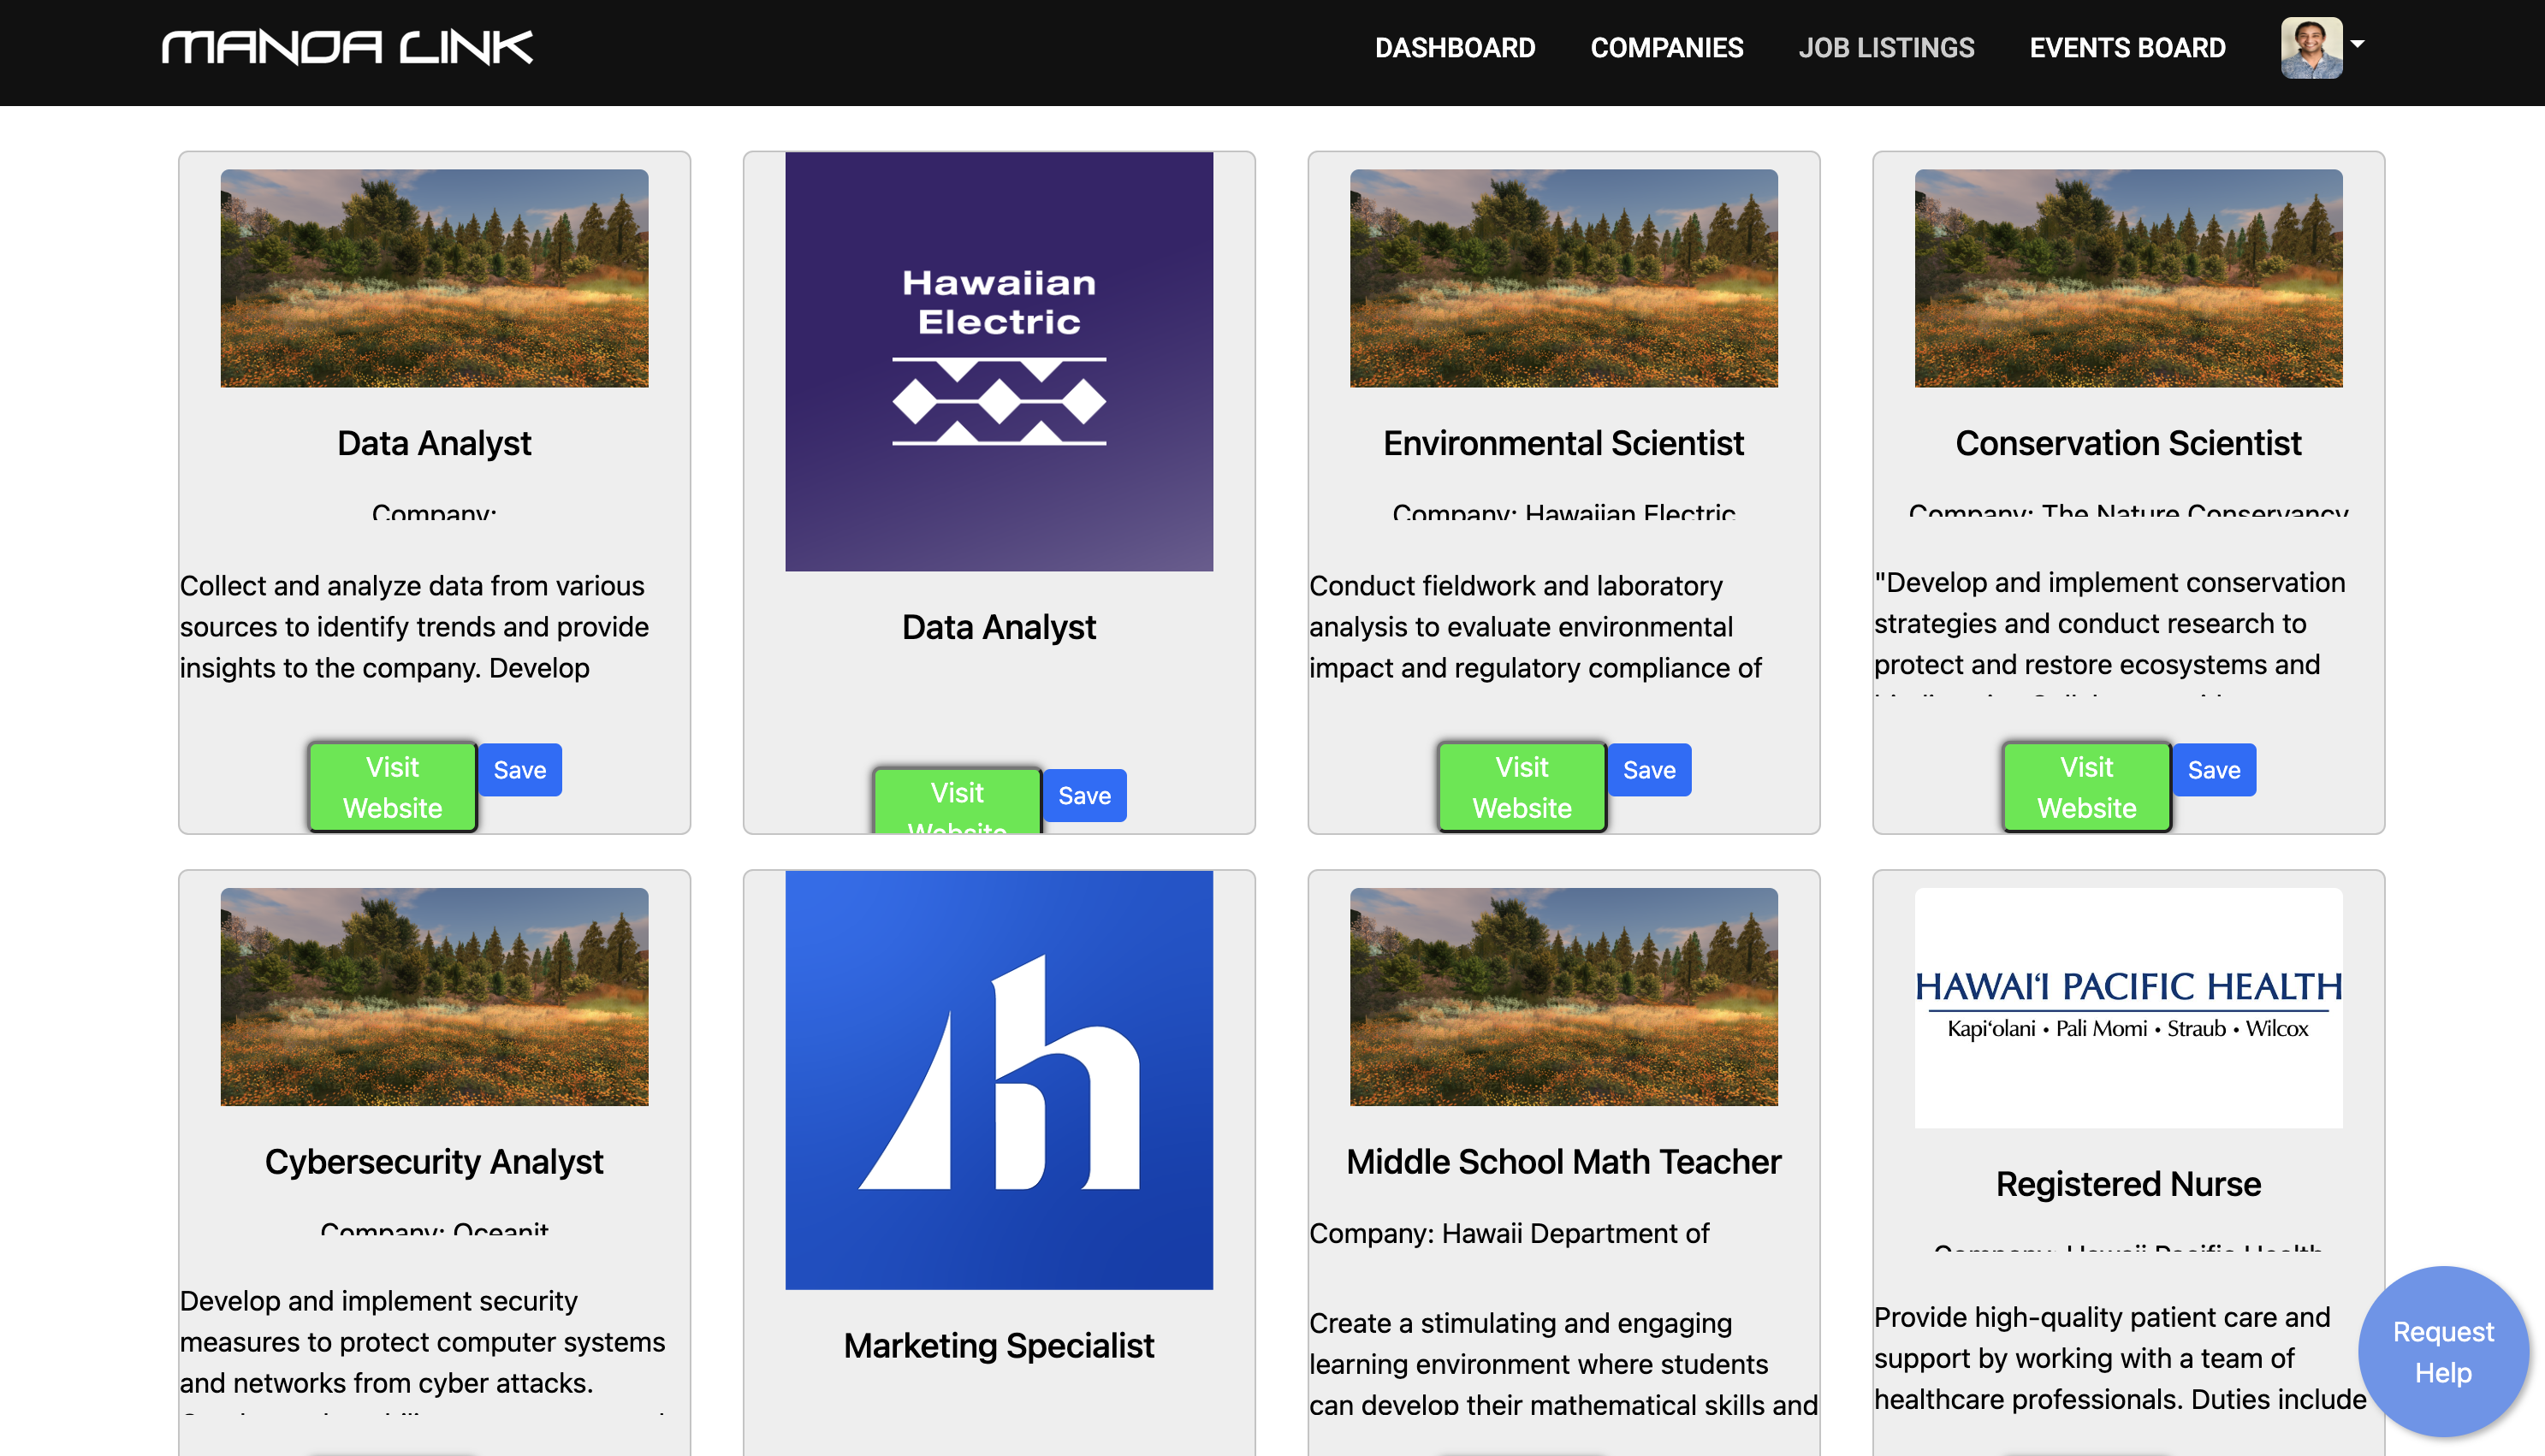 MANOA LINK
DASHBOARD
COMPANIES
JOB LISTINGS
EVENTS BOARD
Data Analyst
Company:
Collect and analyze data from various
sources to identify trends and provide
insights to the company. Develop
Visit
Website
Save
Hawaiian
Electric
Data Analyst
Visit
Website
Save
Environmental Scientist
Company: Hawaiian Electric
Conduct fieldwork and laboratory
analysis to evaluate environmental
impact and regulatory compliance of
Visit
Website
Save
Conservation Scientist
Company: The Nature Conservancy
"Develop and implement conservation
strategies and conduct research to
protect and restore ecosystems and
Visit
Website
Save
Cybersecurity Analyst
Company: Oceanit
Develop and implement security
measures to protect computer systems
and networks from cyber attacks.
h
Marketing Specialist
Middle School Math Teacher
Company: Hawaii Department of
Create a stimulating and engaging
learning environment where students
can develop their mathematical skills and
HAWAIʻI PACIFIC HEALTH
Kapiʻolani • Pali Momi • Straub • Wilcox
Registered Nurse
Company: Hawaii Pacific Health
Provide high-quality patient care and
support by working with a team of
healthcare professionals. Duties include
Request
Help